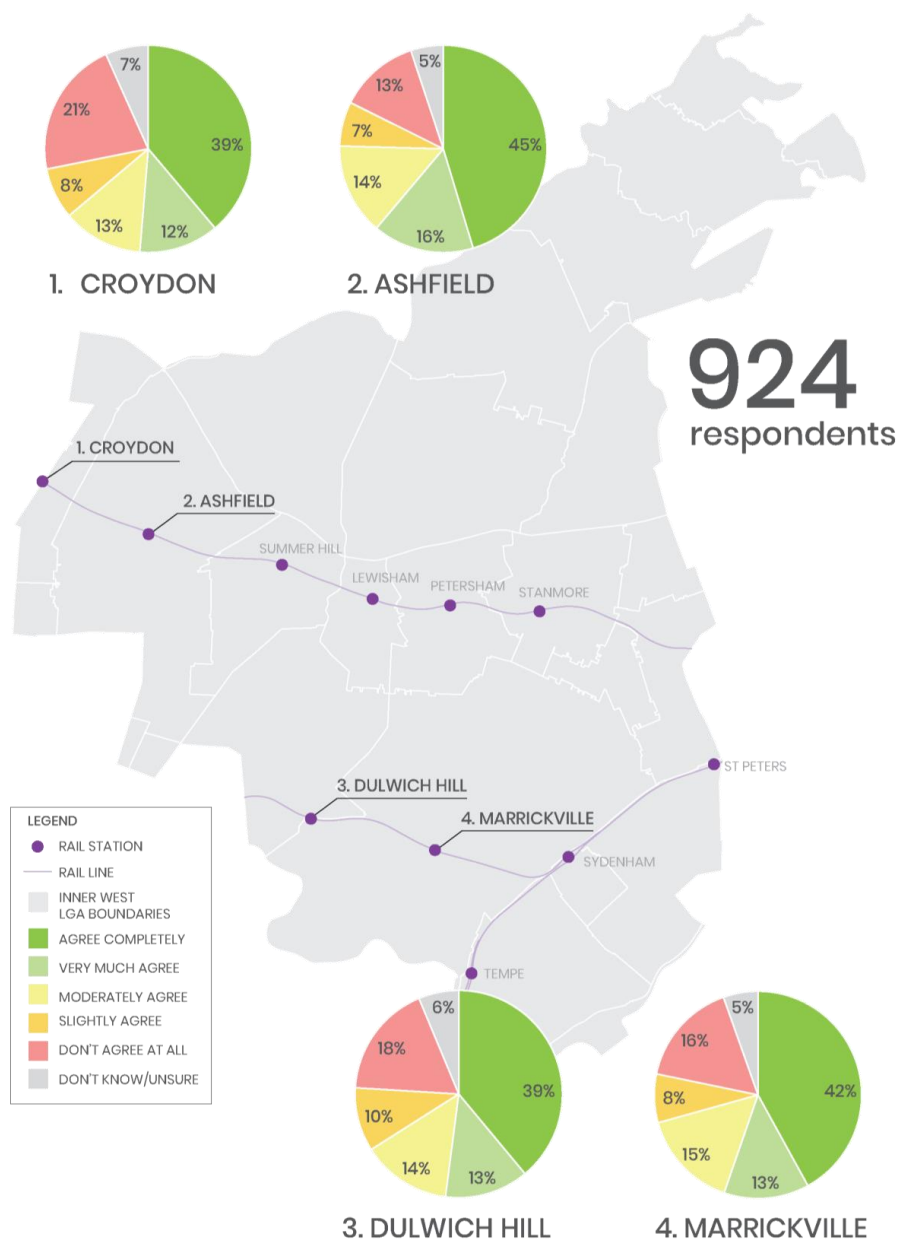 7%
21%
39%
8%
13%
12%
1. CROYDON
5%
13%
7%
45%
14%
16%
2. ASHFIELD
924
respondents
1. CROYDON
2. ASHFIELD
SUMMER HILL
LEWISHAM
PETERSHAM
STANMORE
ST PETERS
3. DULWICH HILL
4. MARRICKVILLE
SYDENHAM
TEMPE
LEGEND
RAIL STATION
RAIL LINE
INNER WEST
LGA BOUNDARIES
AGREE COMPLETELY
VERY MUCH AGREE
MODERATELY AGREE
SLIGHTLY AGREE
DON'T AGREE AT ALL
DON'T KNOW/UNSURE
6%
18%
39%
10%
14%
13%
3. DULWICH HILL
5%
16%
42%
8%
15%
13%
4. MARRICKVILLE